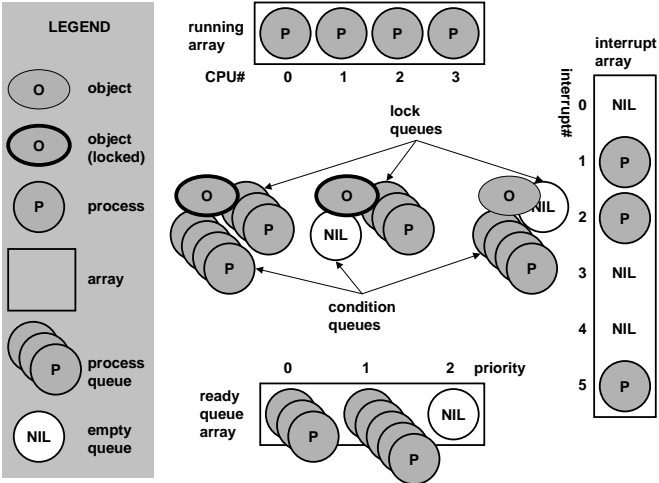 LEGEND
O
object
O
object
(locked)
P
process
array
P
process
queue
NIL
empty
queue
running
array
P P P P
CPU# 0 1 2 3
lock
queues
O
P
O
P
NIL
O
NIL
P
P
condition
queues
0 1 2 priority
ready
queue
array
P
P
NIL
interrupt
array
interrupt#
0 NIL
1 P
2 P
3 NIL
4 NIL
5 P